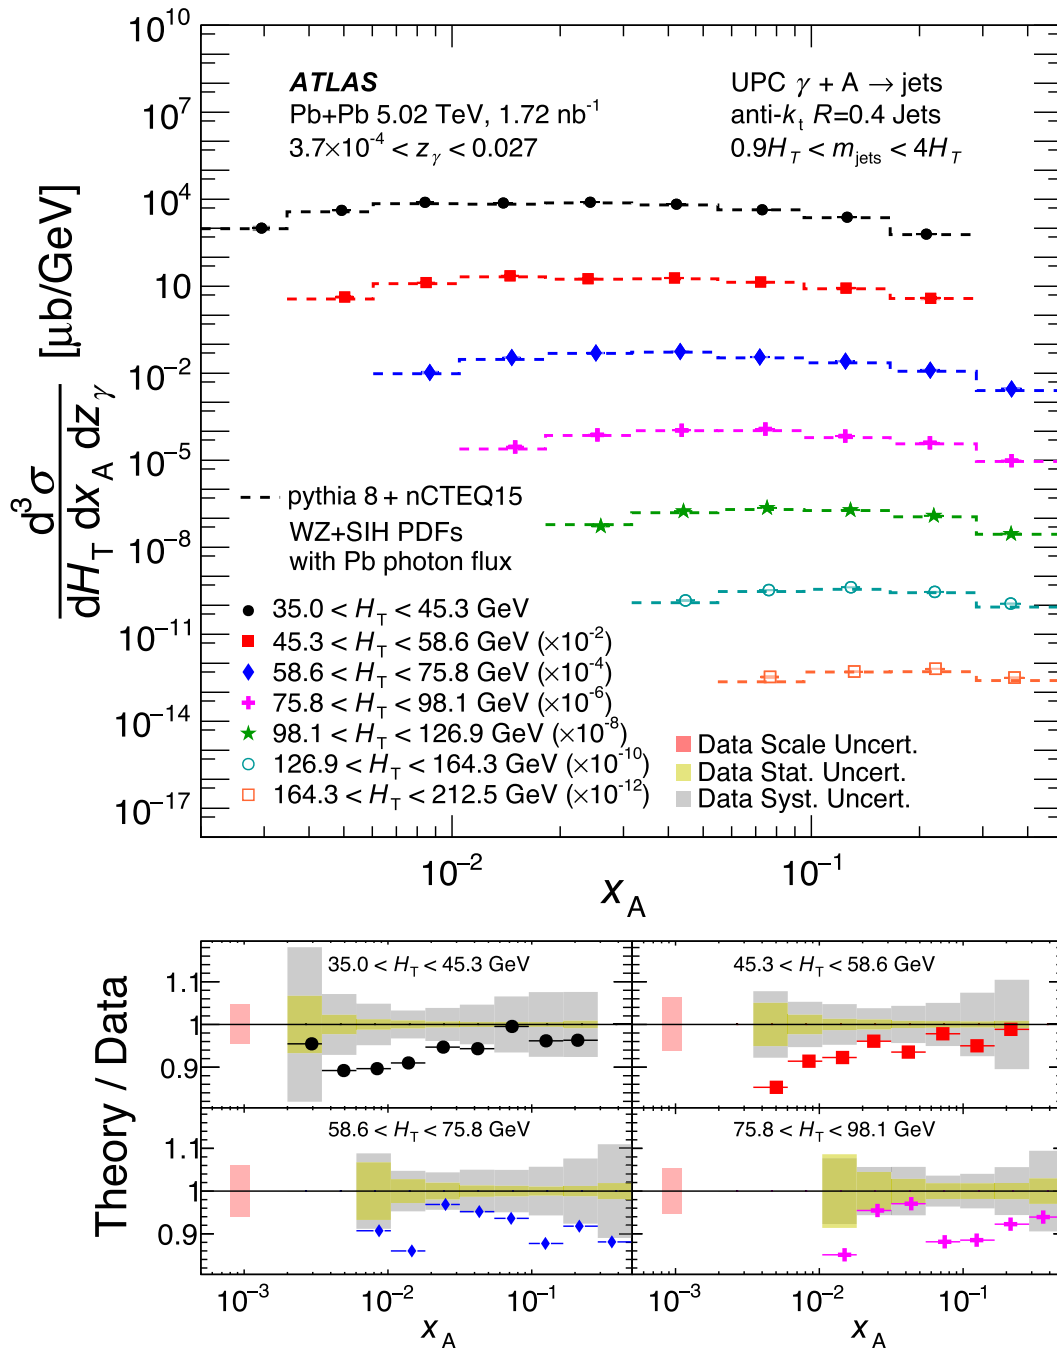 10^10
10^7
10^4
10
10^−2
10^−5
10^−8
10^−11
10^−14
10^−17
d^3 σ
dH_T dx_A dz_γ [μb/GeV]
ATLAS
Pb+Pb 5.02 TeV, 1.72 nb^-1
3.7×10^-4 < z_γ < 0.027
UPC γ + A → jets
anti-k_t R=0.4 Jets
0.9H_T < m_jets < 4H_T
pythia 8 + nCTEQ15
WZ+SIH PDFs
with Pb photon flux
35.0 < H_T < 45.3 GeV
45.3 < H_T < 58.6 GeV (×10^-2)
58.6 < H_T < 75.8 GeV (×10^-4)
75.8 < H_T < 98.1 GeV (×10^-6)
98.1 < H_T < 126.9 GeV (×10^-8)
126.9 < H_T < 164.3 GeV (×10^-10)
164.3 < H_T < 212.5 GeV (×10^-12)
Data Scale Uncert.
Data Stat. Uncert.
Data Syst. Uncert.
10^−2 10^−1
x_A
Theory / Data
35.0 < H_T < 45.3 GeV
45.3 < H_T < 58.6 GeV
1.1
1
0.9
58.6 < H_T < 75.8 GeV
75.8 < H_T < 98.1 GeV
1.1
1
0.9
10^−3 10^−2 10^−1 10^−3 10^−2 10^−1
x_A x_A